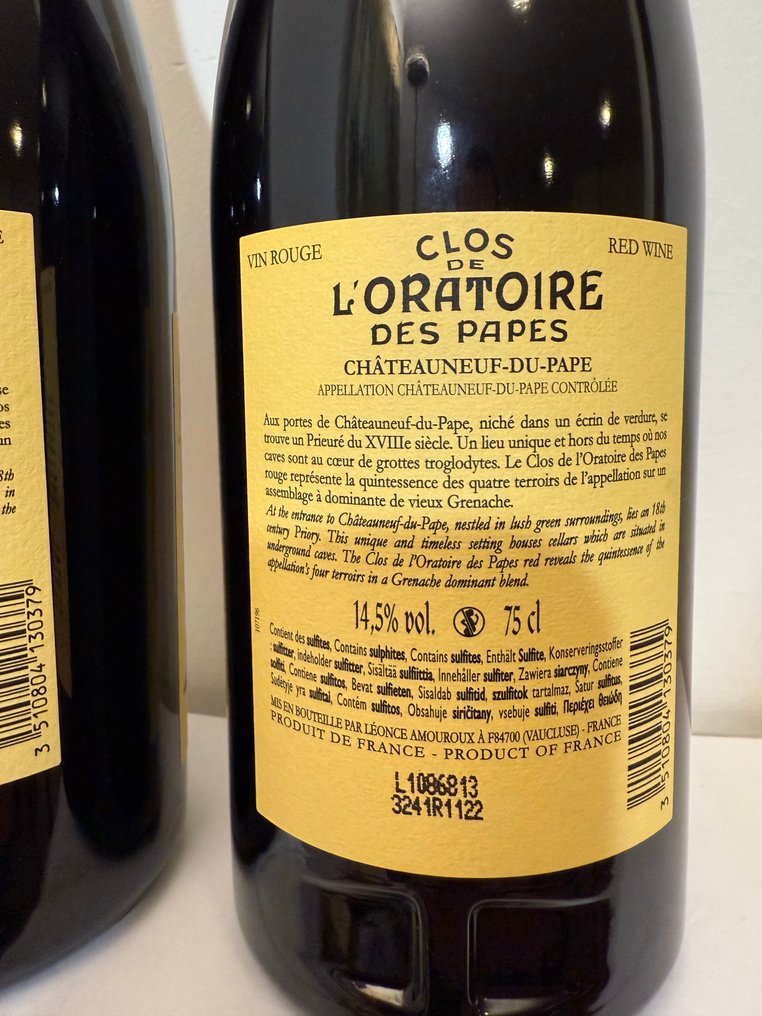 VIN ROUGE
RED WINE
CLOS
DE
L'ORATOIRE
DES PAPES
CHÂTEAUNEUF-DU-PAPE
APPELLATION CHÂTEAUNEUF-DU-PAPE CONTRÔLÉE
Aux portes de Châteauneuf-du-Pape, niché dans un écrin de verdure, se
trouve un Prieuré du XVIIIe siècle. Un lieu unique et hors du temps où nos
caves sont au cœur de grottes troglodytes. Le Clos de l'Oratoire des Papes
rouge représente la quintessence des quatre terroirs de l'appellation sur un
assemblage à dominante de vieux Grenache.
At the entrance to Châteauneuf-du-Pape, nestled in lush green surroundings, lies an 18th
century Priory. This unique and timeless setting houses cellars which are situated in
underground caves. The Clos de l'Oratoire des Papes red reveals the quintessence of the
appellation's four terroirs in a Grenache dominant blend.
14,5% vol. 75 cl
107196
Contient des sulfites, Contains sulphites, Contains sulfites, Enthält Sulfite, Konserveringsstoffer
: sulfitter, indeholder sulfitter, Sisältää sulfiittia, Innehåller sulfiter, Zawiera siarczyny, Contiene
solfiti, Contiene sulfitos, Bevat sulfieten, Sisaldab sulfitid, szulfitok tartalmaz, Satur sulfitus,
Sudėtyje yra sulfitai, Contém sulfitos, Obsahuje siričitany, vsebuje sulfiti, Περιέχει θειώδη
MIS EN BOUTEILLE PAR LÉONCE AMOUROUX À F84700 (VAUCLUSE) - FRANCE
PRODUIT DE FRANCE - PRODUCT OF FRANCE
3 510804 130379
L1086813
3241R1122
8th
in
the
3 510804 130379